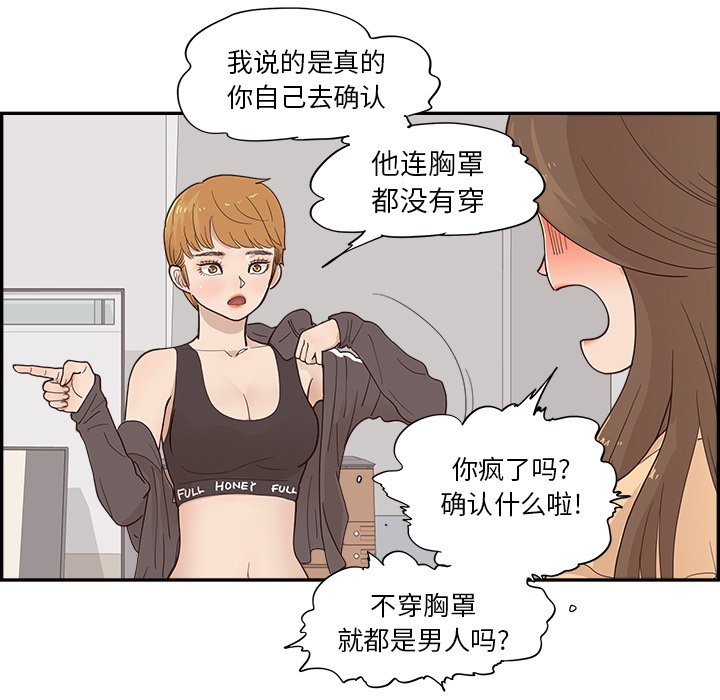 我说的是真的
你自己去确认
他连胸罩
都没有穿
FULL HONEY FULL
你疯了吗?
确认什么啦!
不穿胸罩
就都是男人吗?